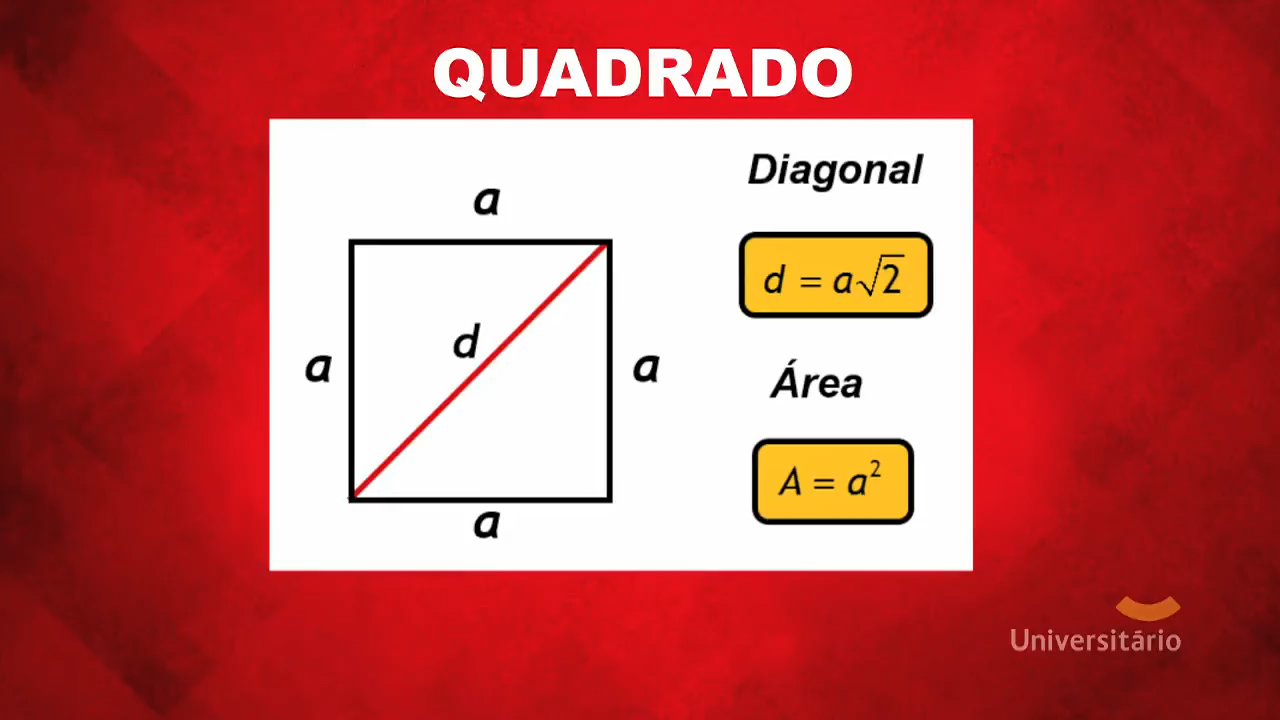 QUADRADO
a
a
d
a
a
Diagonal
d = a√2
Área
A = a²
Universitário